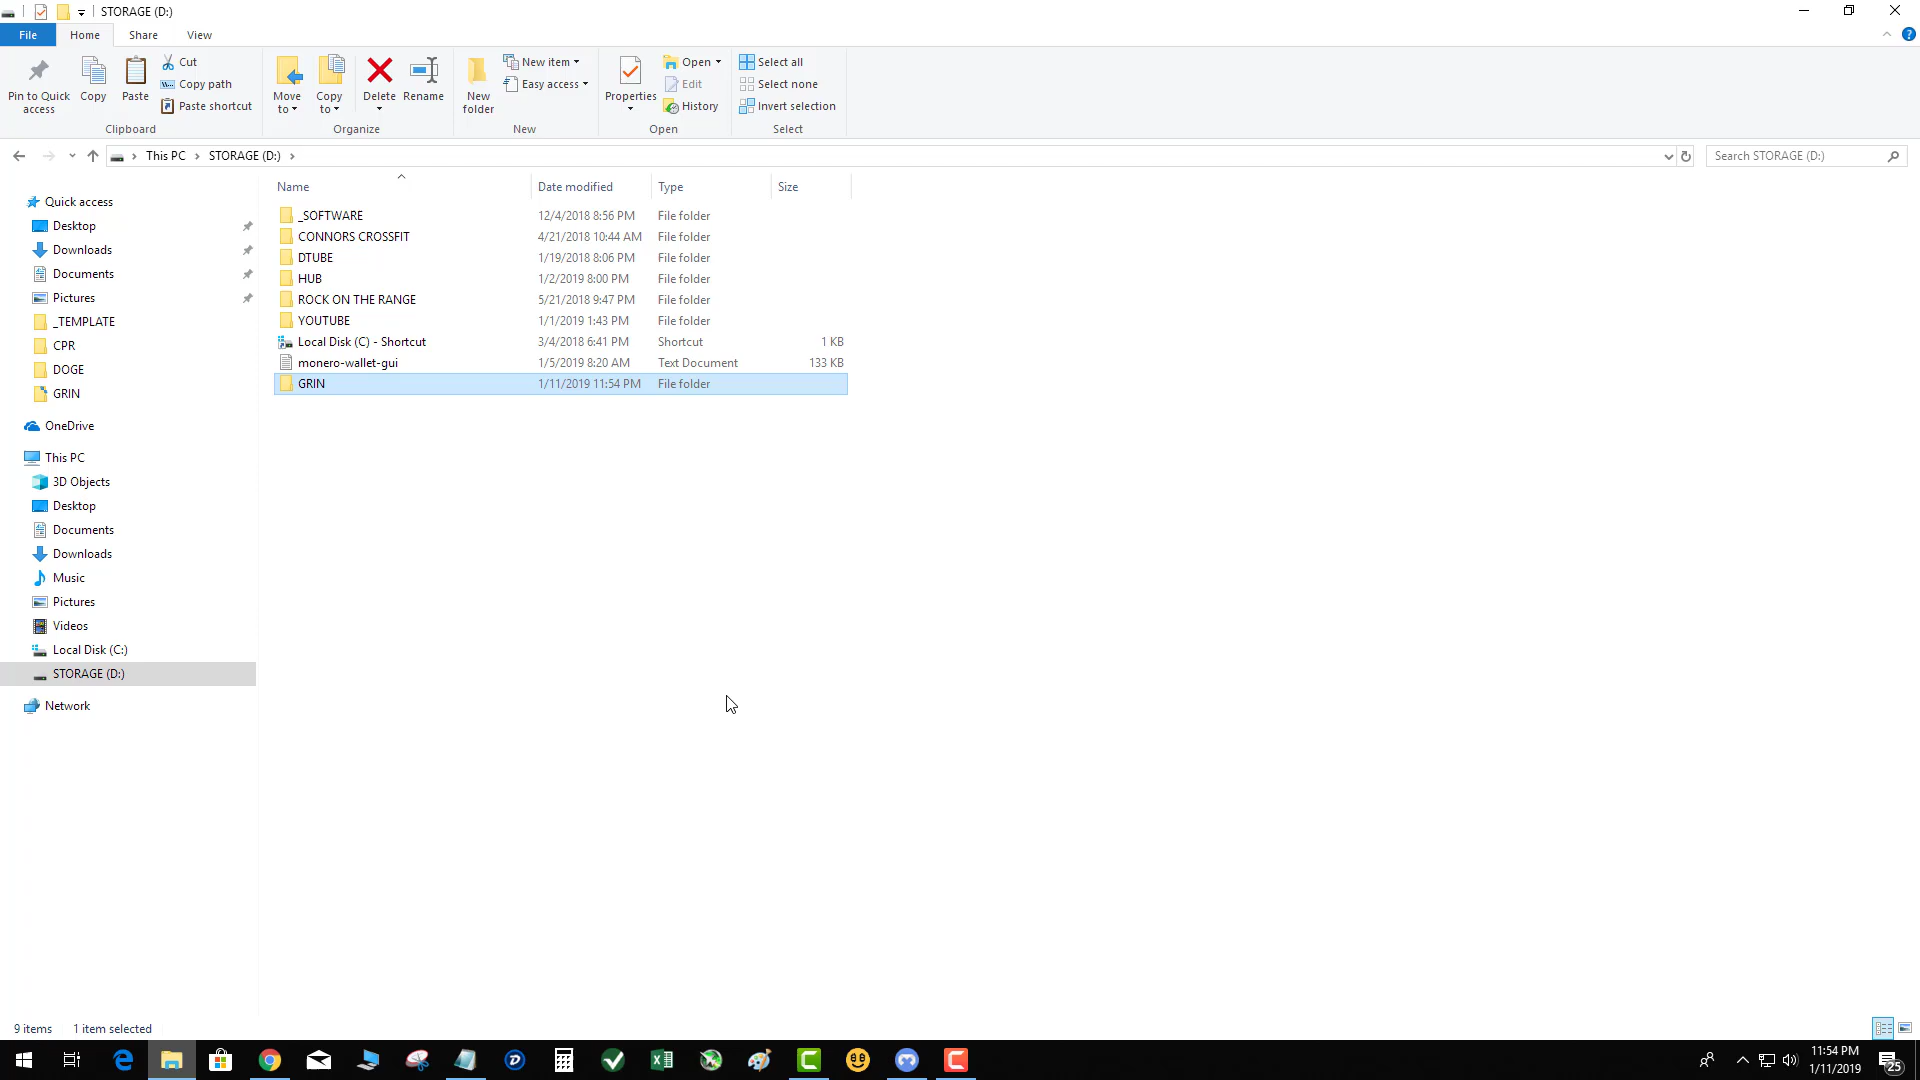 STORAGE (D:)
File Home Share View
Pin to Quick access
Copy
Paste
Cut
Copy path
Paste shortcut
Clipboard
Move to
Copy to
Delete
Rename
Organize
New folder
New item
Easy access
New
Properties
Open
Edit
History
Open
Select all
Select none
Invert selection
Select
This PC > STORAGE (D:) >
Search STORAGE (D:)
Name Date modified Type Size
_SOFTWARE 12/4/2018 8:56 PM File folder
CONNORS CROSSFIT 4/21/2018 10:44 AM File folder
DTUBE 1/19/2018 8:06 PM File folder
HUB 1/2/2019 8:00 PM File folder
ROCK ON THE RANGE 5/21/2018 9:47 PM File folder
YOUTUBE 1/1/2019 1:43 PM File folder
Local Disk (C) - Shortcut 3/4/2018 6:41 PM Shortcut 1 KB
monero-wallet-gui 1/5/2019 8:20 AM Text Document 133 KB
GRIN 1/11/2019 11:54 PM File folder
Quick access
Desktop
Downloads
Documents
Pictures
_TEMPLATE
CPR
DOGE
GRIN
OneDrive
This PC
3D Objects
Desktop
Documents
Downloads
Music
Pictures
Videos
Local Disk (C:)
STORAGE (D:)
Network
9 items 1 item selected
11:54 PM
1/11/2019
25